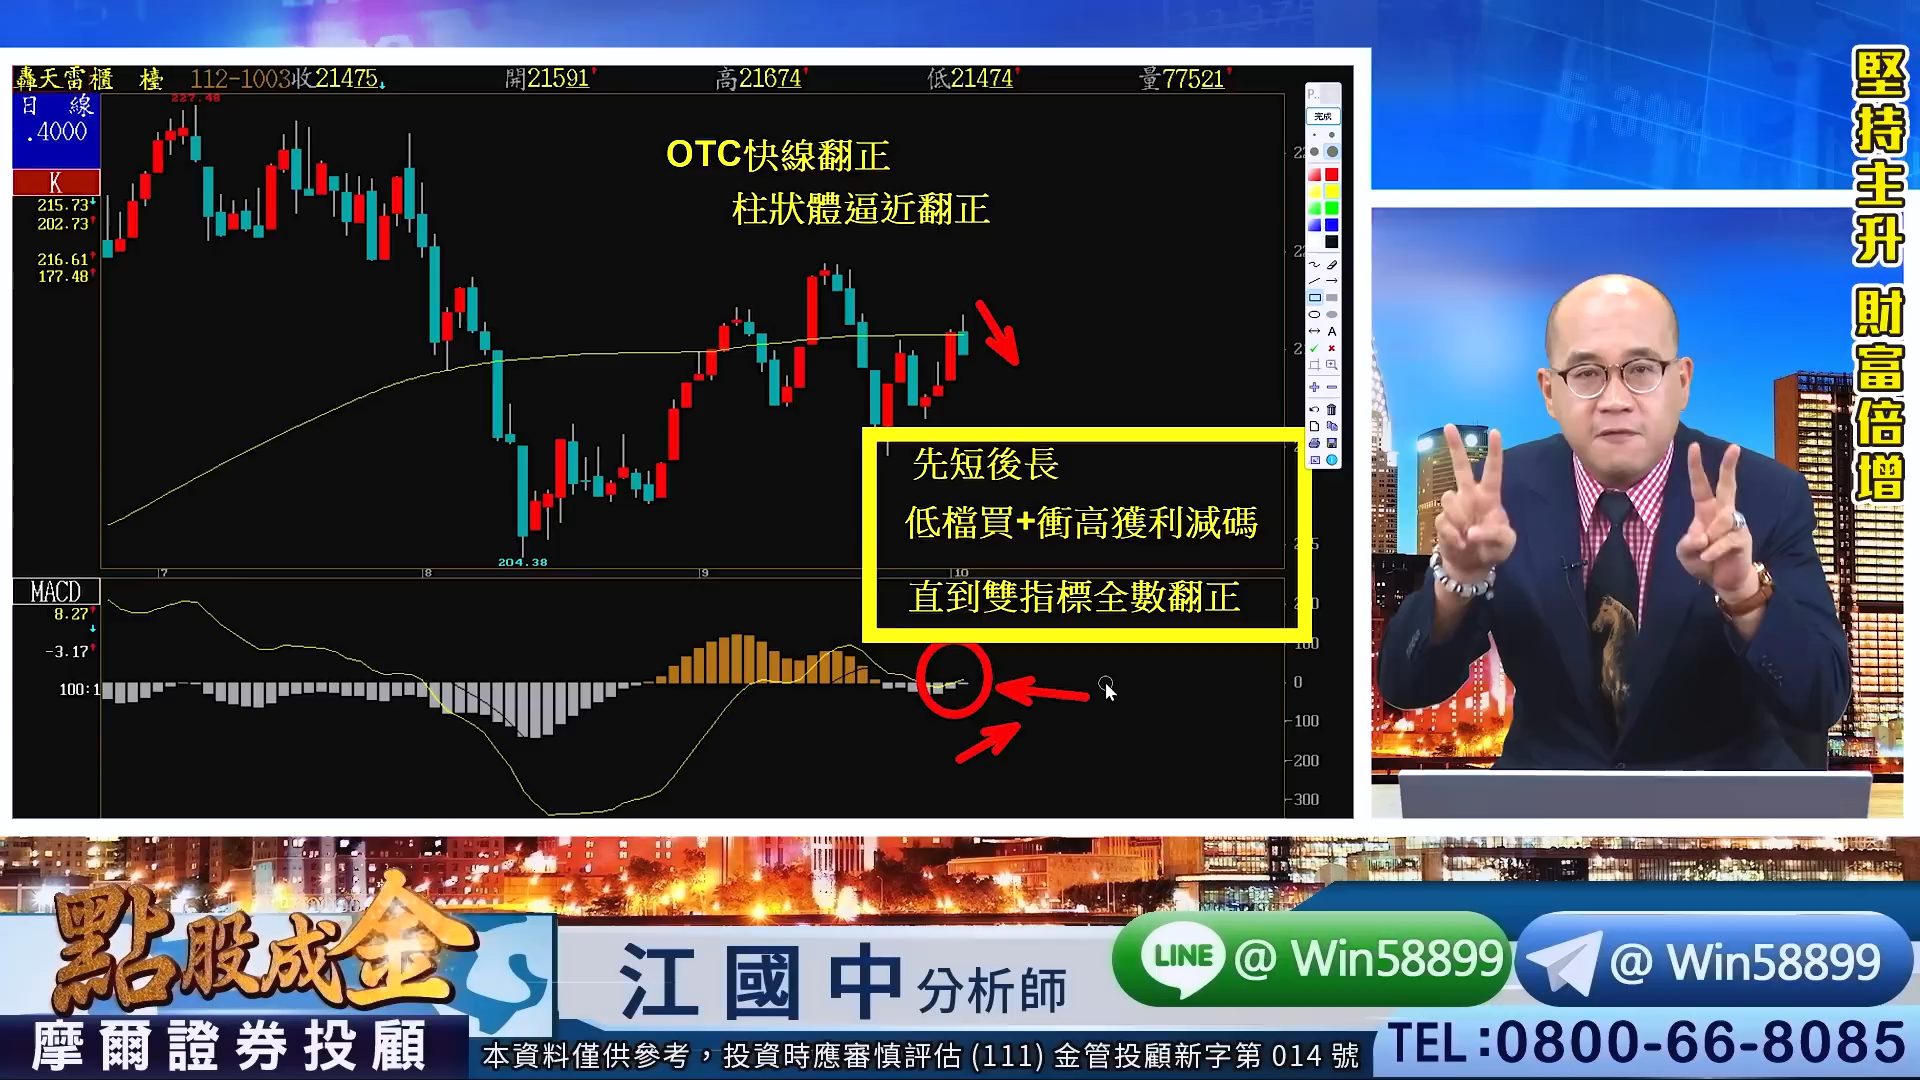 轟天雷櫃 檯 112-1003收21475 開21591 高21674 低21474 量77521
日 線
.4000
K
215.73
202.73
216.61
177.48
227.48
OTC快線翻正
柱狀體逼近翻正
先短後長
低檔買+衝高獲利減碼
直到雙指標全數翻正
204.38
7 8 9 10
MACD
8.27
-3.17
100:1
100
0
-100
-200
-300
完成
堅持主升 財富倍增
點股成金
摩爾證券投顧
江國中 分析師
LINE @ Win58899
@ Win58899
TEL:0800-66-8085
本資料僅供參考，投資時應審慎評估 (111) 金管投顧新字第 014 號